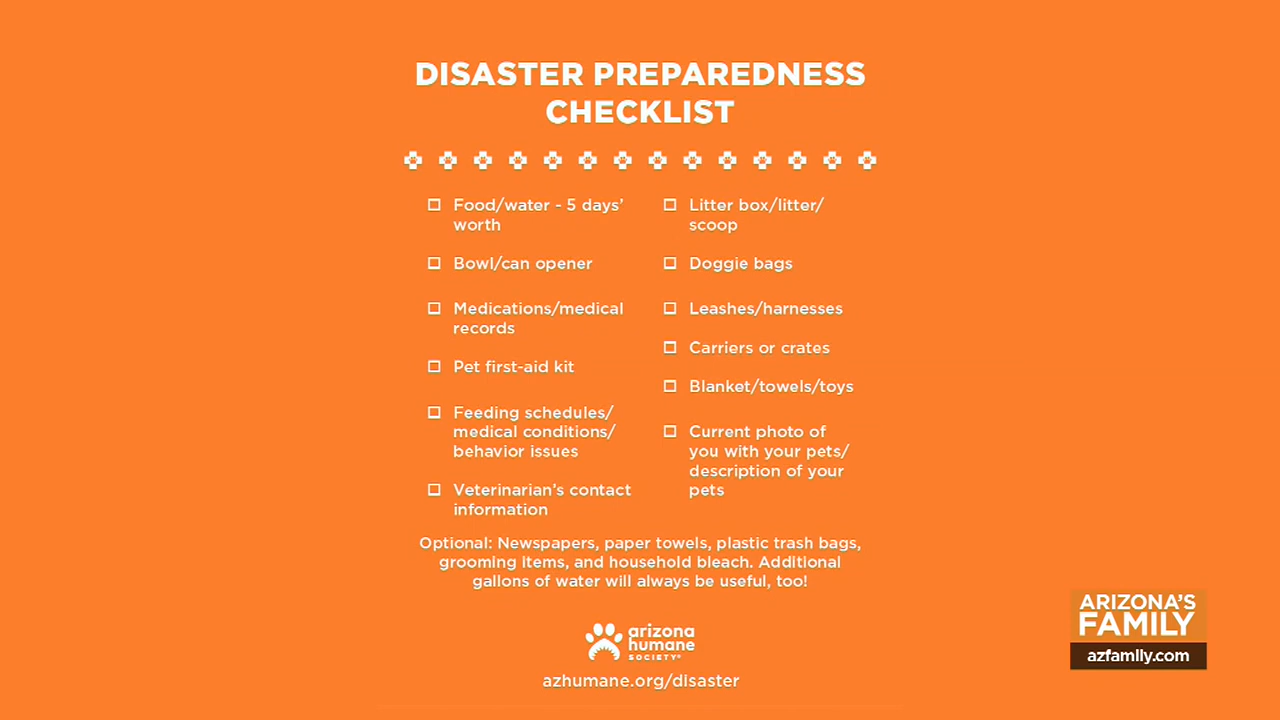 DISASTER PREPAREDNESS
CHECKLIST
Food/water - 5 days'
worth
Bowl/can opener
Medications/medical
records
Pet first-aid kit
Feeding schedules/
medical conditions/
behavior issues
Veterinarian's contact
information
Litter box/litter/
scoop
Doggie bags
Leashes/harnesses
Carriers or crates
Blanket/towels/toys
Current photo of
you with your pets/
description of your
pets
Optional: Newspapers, paper towels, plastic trash bags,
grooming items, and household bleach. Additional
gallons of water will always be useful, too!
arizona
humane
SOCIETY®
azhumane.org/disaster
ARIZONA'S
FAMILY
azfamily.com